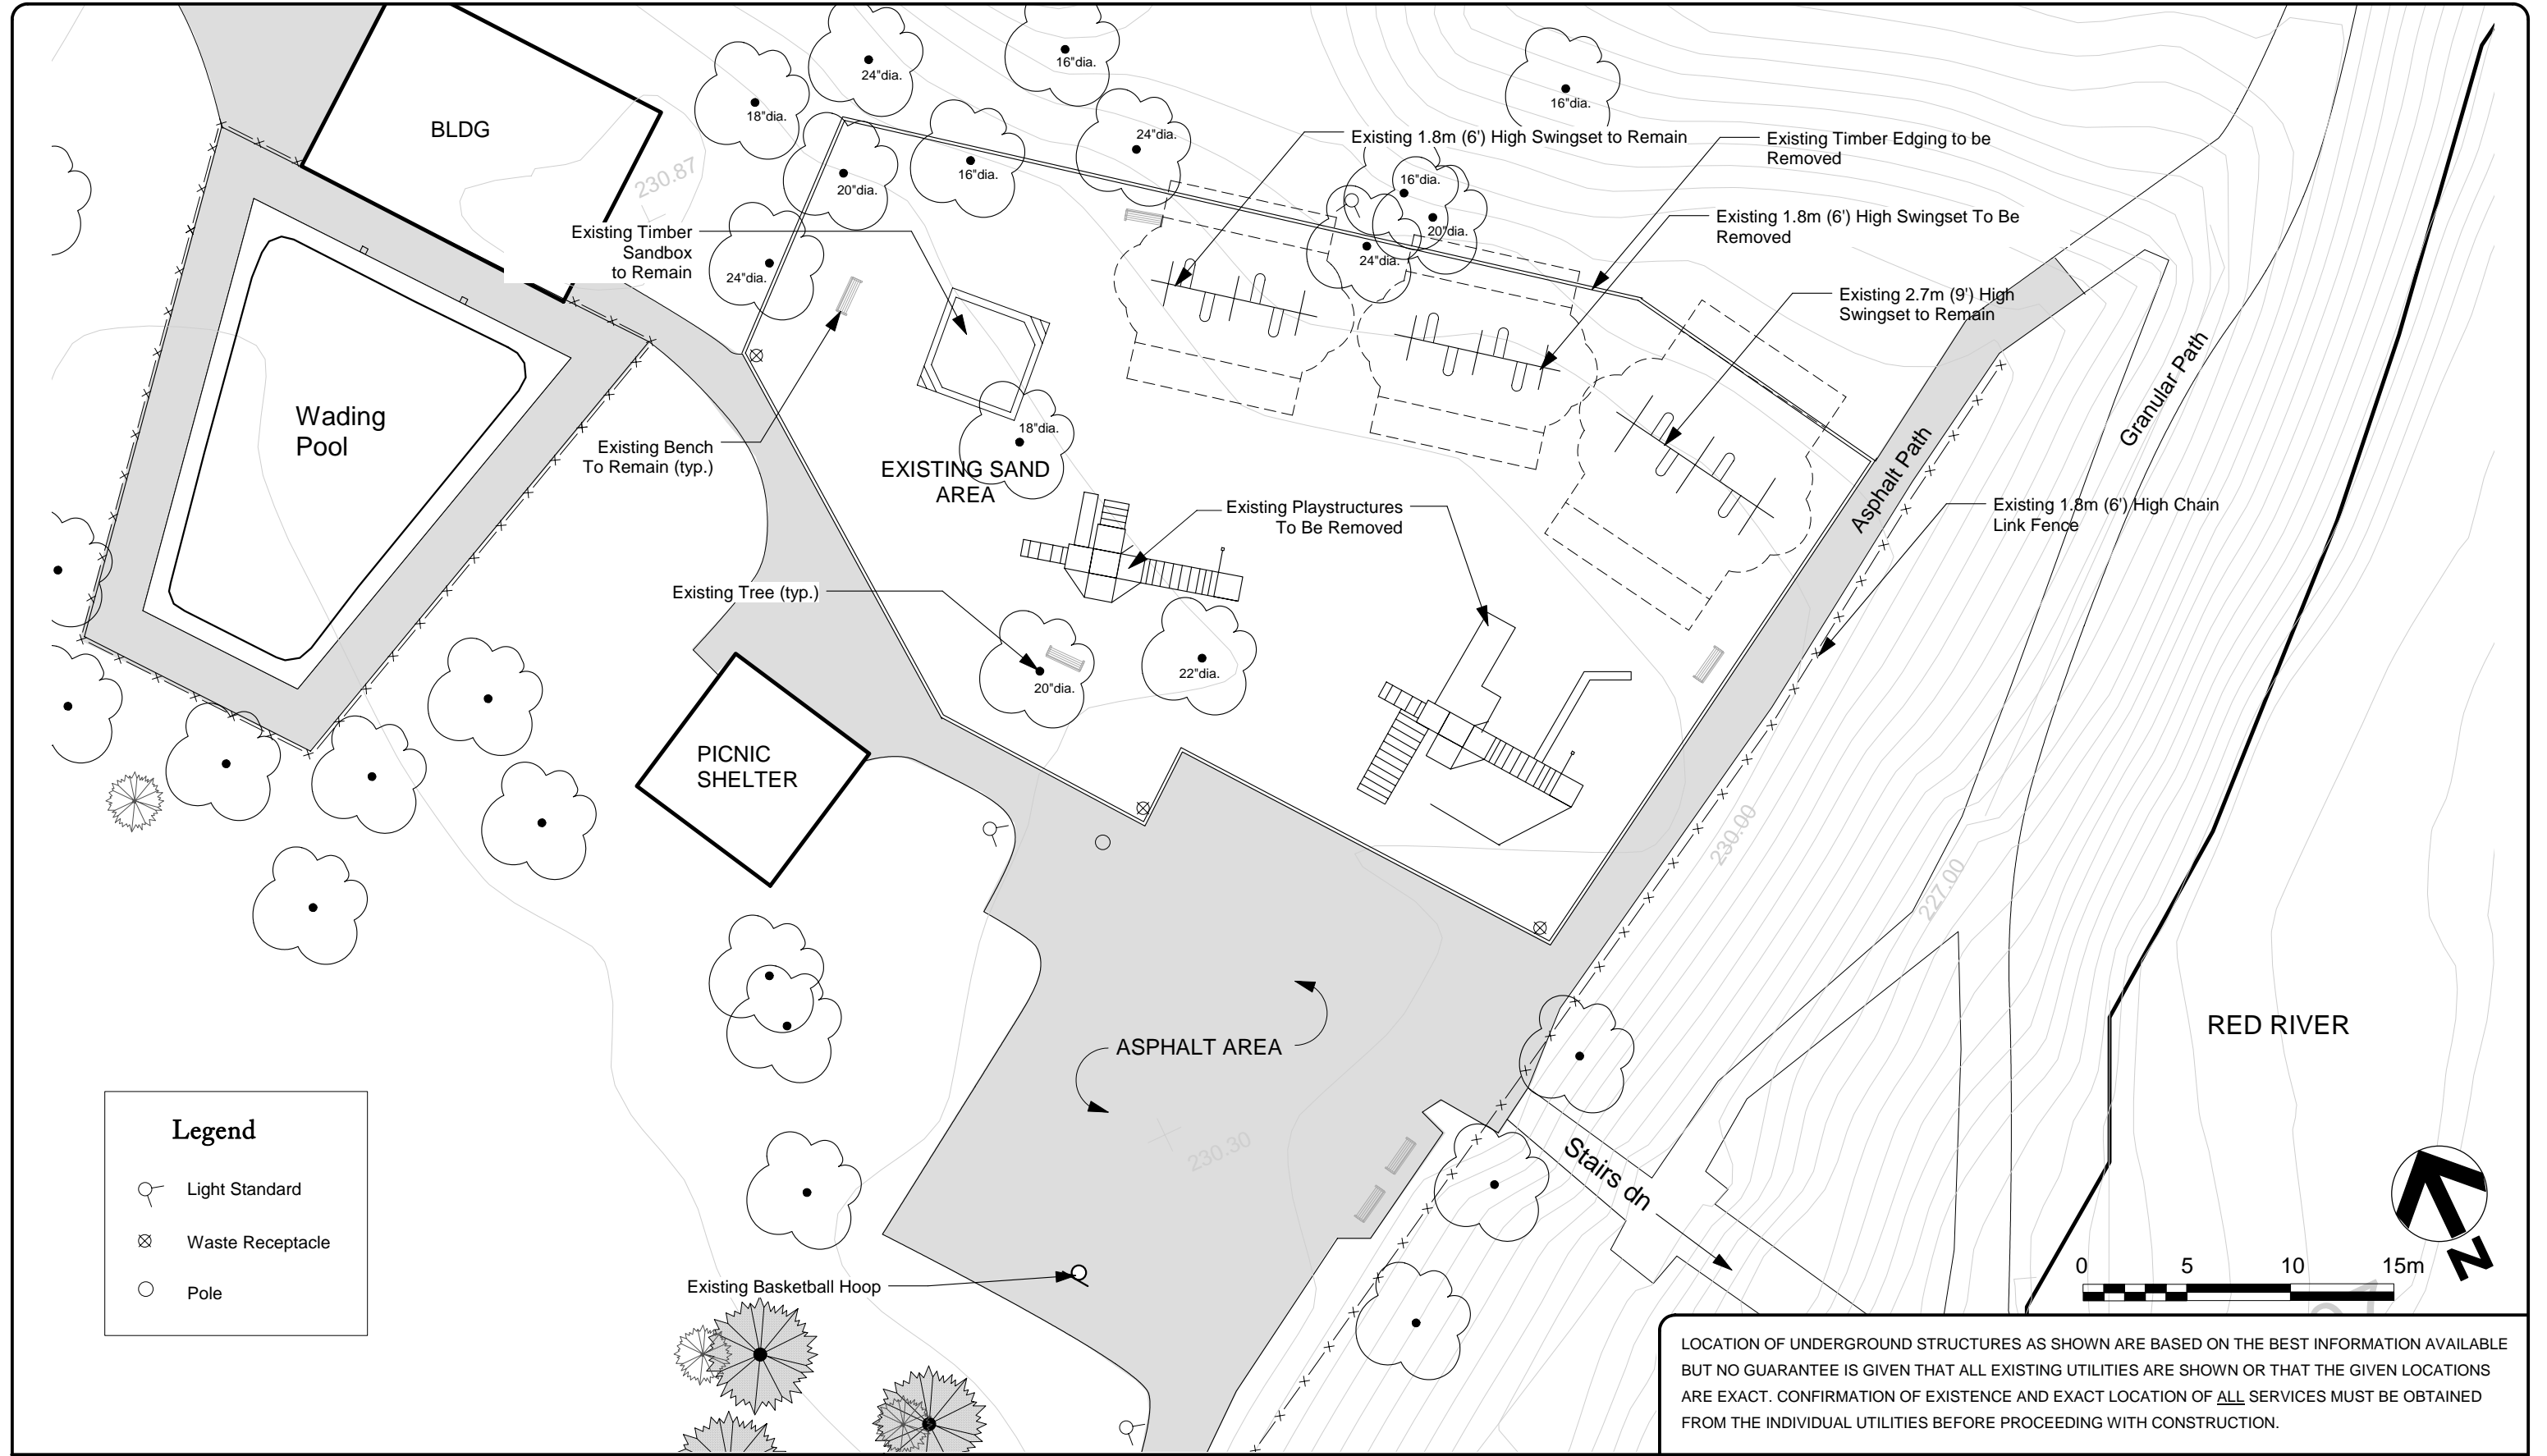 BLDG
24"dia.
16"dia.
18"dia.
16"dia.
24"dia.
20"dia.
16"dia.
24"dia.
18"dia.
16"dia.
20"dia.
24"dia.
20"dia.
22"dia.
230.87
Existing 1.8m (6') High Swingset to Remain
Existing Timber Edging to be
Removed
Existing 1.8m (6') High Swingset To Be
Removed
Existing 2.7m (9') High
Swingset to Remain
Existing Timber
Sandbox
to Remain
Wading
Pool
Existing Bench
To Remain (typ.)
EXISTING SAND
AREA
Existing Playstructures
To Be Removed
Asphalt Path
Granular Path
Existing 1.8m (6') High Chain
Link Fence
Existing Tree (typ.)
PICNIC
SHELTER
230.00
227.00
RED RIVER
ASPHALT AREA
230.30
Stairs dn
Existing Basketball Hoop
Legend
Light Standard
Waste Receptacle
Pole
N
0 5 10 15m
LOCATION OF UNDERGROUND STRUCTURES AS SHOWN ARE BASED ON THE BEST INFORMATION AVAILABLE
BUT NO GUARANTEE IS GIVEN THAT ALL EXISTING UTILITIES ARE SHOWN OR THAT THE GIVEN LOCATIONS
ARE EXACT. CONFIRMATION OF EXISTENCE AND EXACT LOCATION OF ALL SERVICES MUST BE OBTAINED
FROM THE INDIVIDUAL UTILITIES BEFORE PROCEEDING WITH CONSTRUCTION.